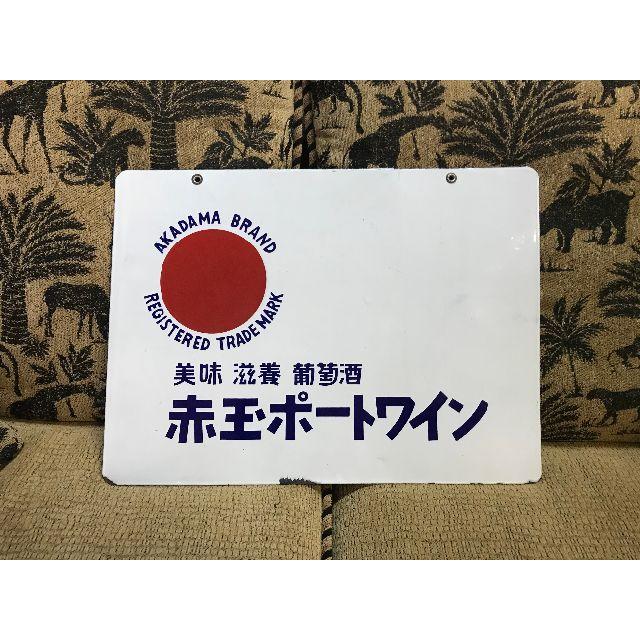 AKADAMA BRAND
REGISTERED TRADE MARK
美味 滋養 葡萄酒
赤玉ポートワイン